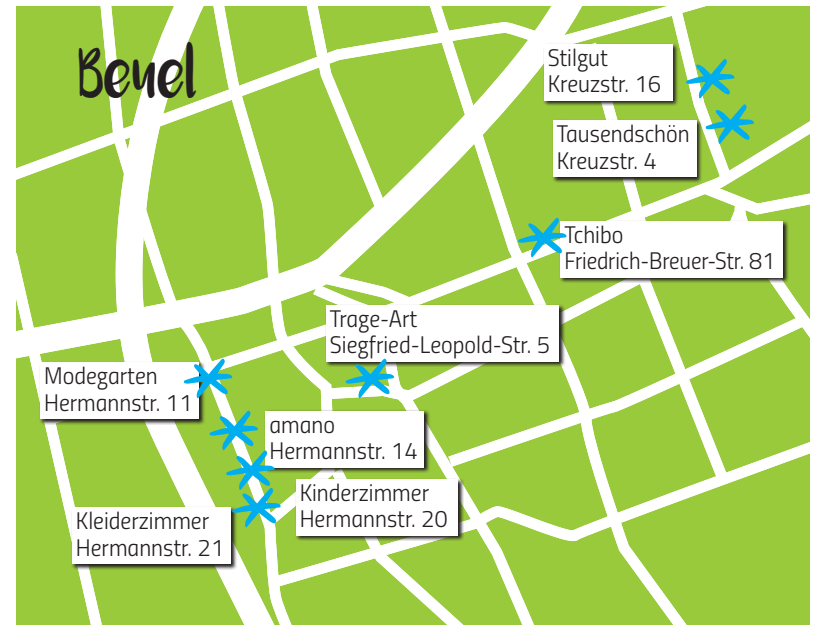 Beuel
Stilgut
Kreuzstr. 16
Tausendschön
Kreuzstr. 4
Tchibo
Friedrich-Breuer-Str. 81
Trage-Art
Siegfried-Leopold-Str. 5
Modegarten
Hermannstr. 11
amano
Hermannstr. 14
Kinderzimmer
Hermannstr. 20
Kleiderzimmer
Hermannstr. 21